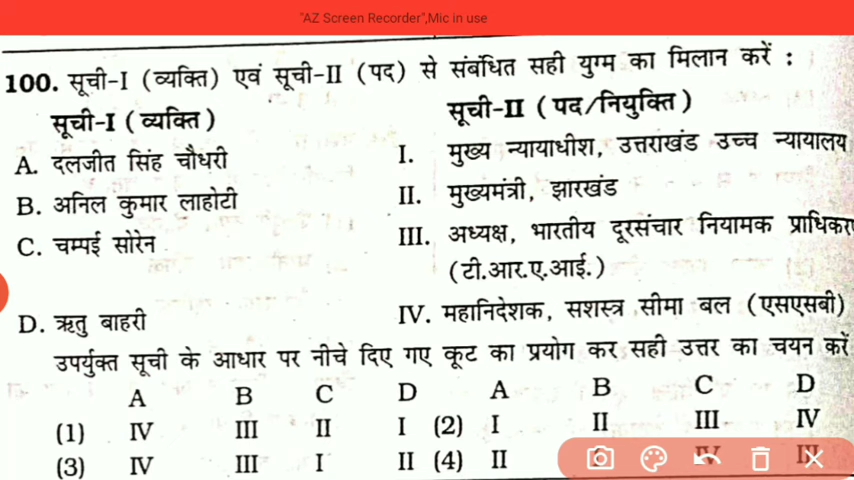 "AZ Screen Recorder",Mic in use
100. सूची-I (व्यक्ति) एवं सूची-II (पद) से संबंधित सही युग्म का मिलान करें :
सूची-I (व्यक्ति) सूची-II (पद/नियुक्ति)
A. दलजीत सिंह चौधरी I. मुख्य न्यायाधीश, उत्तराखंड उच्च न्यायालय
B. अनिल कुमार लाहोटी II. मुख्यमंत्री, झारखंड
C. चम्पई सोरेन III. अध्यक्ष, भारतीय दूरसंचार नियामक
(टी.आर.ए.आई.)
D. ऋतु बाहरी IV. महानिदेशक, सशस्त्र सीमा बल (एसएसबी)
उपर्युक्त सूची के आधार पर नीचे दिए गए कूट का प्रयोग कर सही उत्तर का चयन करें
A B C D A B C D
(1) IV III II I (2) I II III IV
(3) IV III I II (4) II IV III